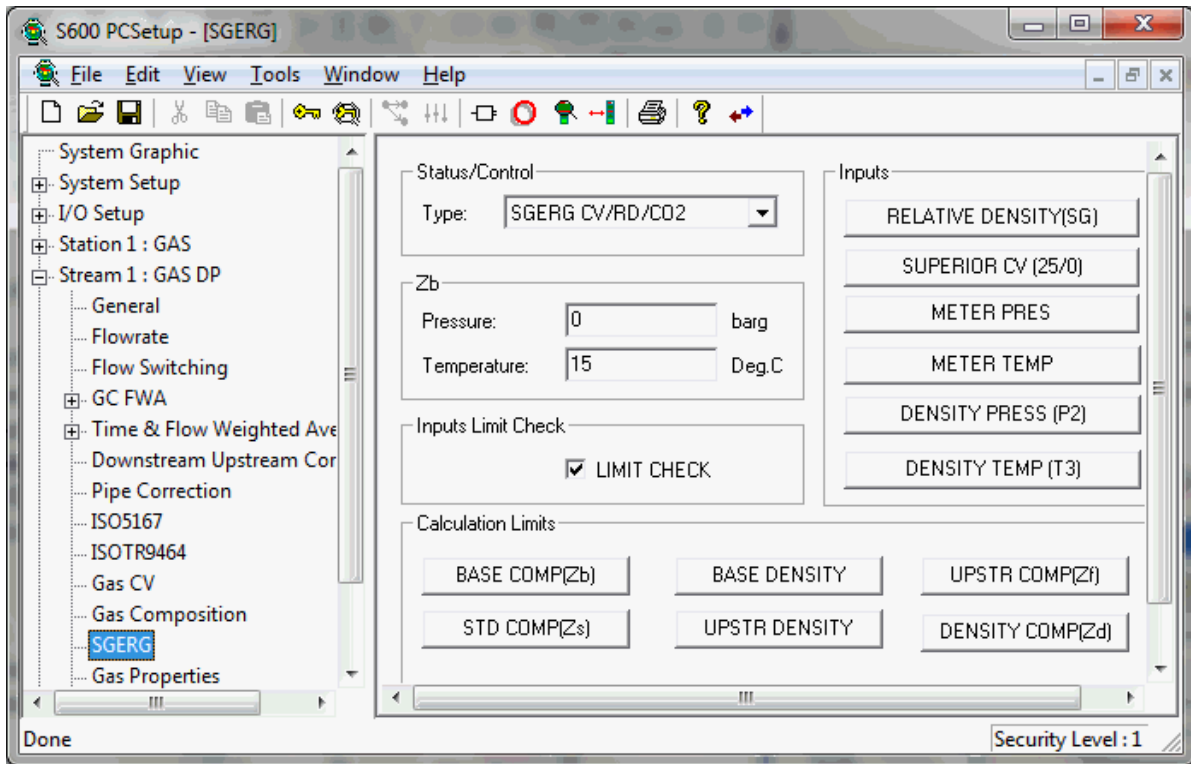 S600 PCSetup - [SGERG]
File Edit View Tools Window Help
System Graphic
System Setup
I/O Setup
Station 1 : GAS
Stream 1 : GAS DP
General
Flowrate
Flow Switching
GC FWA
Time & Flow Weighted Ave
Downstream Upstream Cor
Pipe Correction
ISO5167
ISOTR9464
Gas CV
Gas Composition
SGERG
Gas Properties
Status/Control
Type: SGERG CV/RD/CO2
Zb
Pressure: 0 barg
Temperature: 15 Deg.C
Inputs Limit Check
LIMIT CHECK
Inputs
RELATIVE DENSITY(SG)
SUPERIOR CV (25/0)
METER PRES
METER TEMP
DENSITY PRESS (P2)
DENSITY TEMP (T3)
Calculation Limits
BASE COMP(Zb) BASE DENSITY UPSTR COMP(Zf)
STD COMP(Zs) UPSTR DENSITY DENSITY COMP(Zd)
Done Security Level : 1